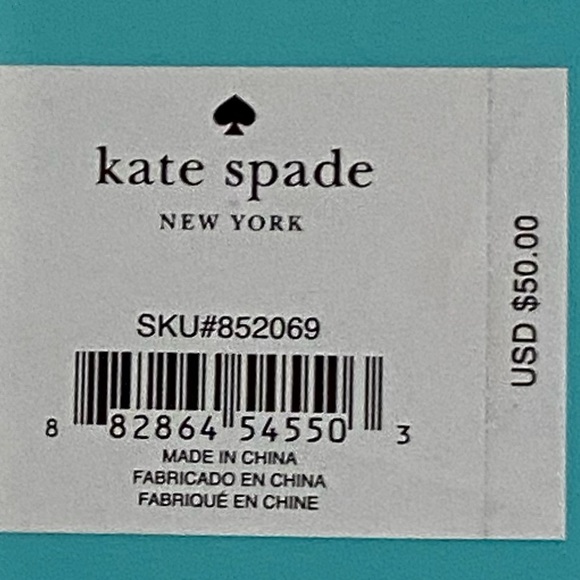 kate spade
NEW YORK
SKU#852069
8 82864 54550 3
MADE IN CHINA
FABRICADO EN CHINA
FABRIQUÉ EN CHINE
USD $50.00